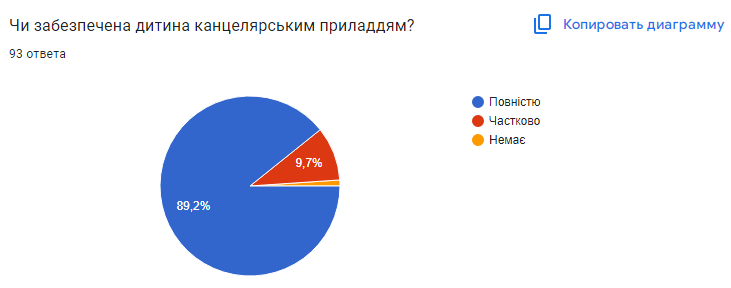 Чи забезпечена дитина канцелярським приладдям?
Копировать диаграмму
93 ответа
Повністю
Частково
Немає
9,7%
89,2%